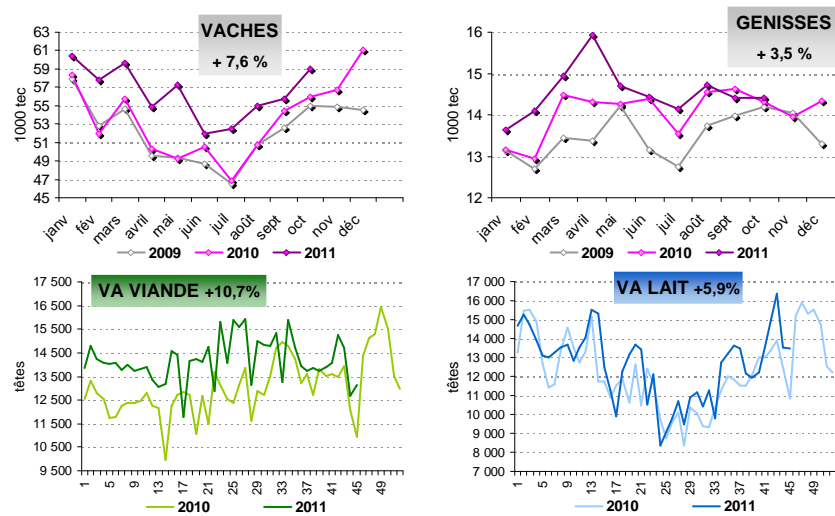 VACHES
+ 7,6 %
1000 tec
63
61
59
57
55
53
51
49
47
45
janv fév mars avril mai juin juil août sept oct nov déc
2009 2010 2011
GENISSES
+ 3,5 %
1000 tec
16
15
14
13
12
janv fév mars avril mai juin juil août sept oct nov déc
2009 2010 2011
VA VIANDE +10,7%
têtes
17 500
16 500
15 500
14 500
13 500
12 500
11 500
10 500
9 500
1 5 9 13 17 21 25 29 33 37 41 45 49
2010 2011
VA LAIT +5,9%
têtes
17 000
16 000
15 000
14 000
13 000
12 000
11 000
10 000
9 000
8 000
7 000
1 5 9 13 17 21 25 29 33 37 41 45 49
2010 2011